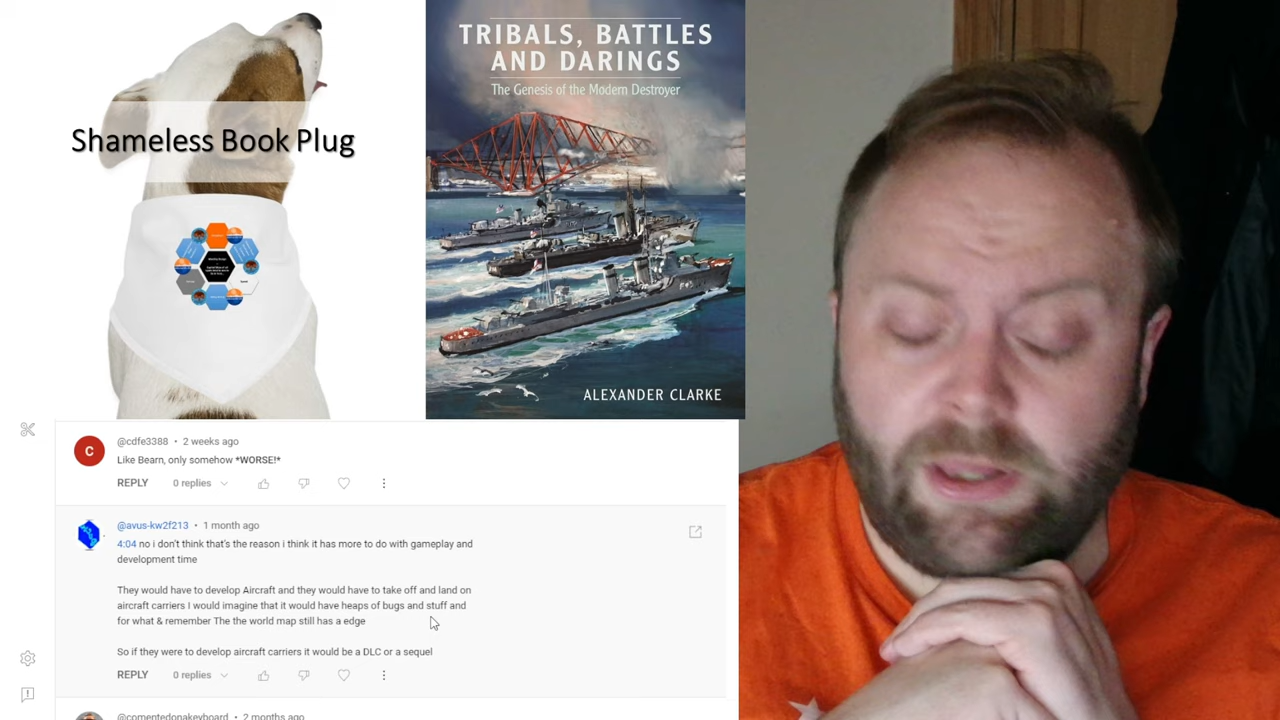 Shameless Book Plug
TRIBALS, BATTLES
AND DARINGS
The Genesis of the Modern Destroyer
ALEXANDER CLARKE
C
@cdfe3388 • 2 weeks ago
Like Bearn, only somehow *WORSE!*
REPLY 0 replies
@avus-kw2f213 • 1 month ago
4:04 no i don't think that's the reason i think it has more to do with gameplay and
development time
They would have to develop Aircraft and they would have to take off and land on
aircraft carriers I would imagine that it would have heaps of bugs and stuff and
for what & remember The the world map still has a edge
So if they were to develop aircraft carriers it would be a DLC or a sequel
REPLY 0 replies
@comentedonakeyboard • 2 months ago